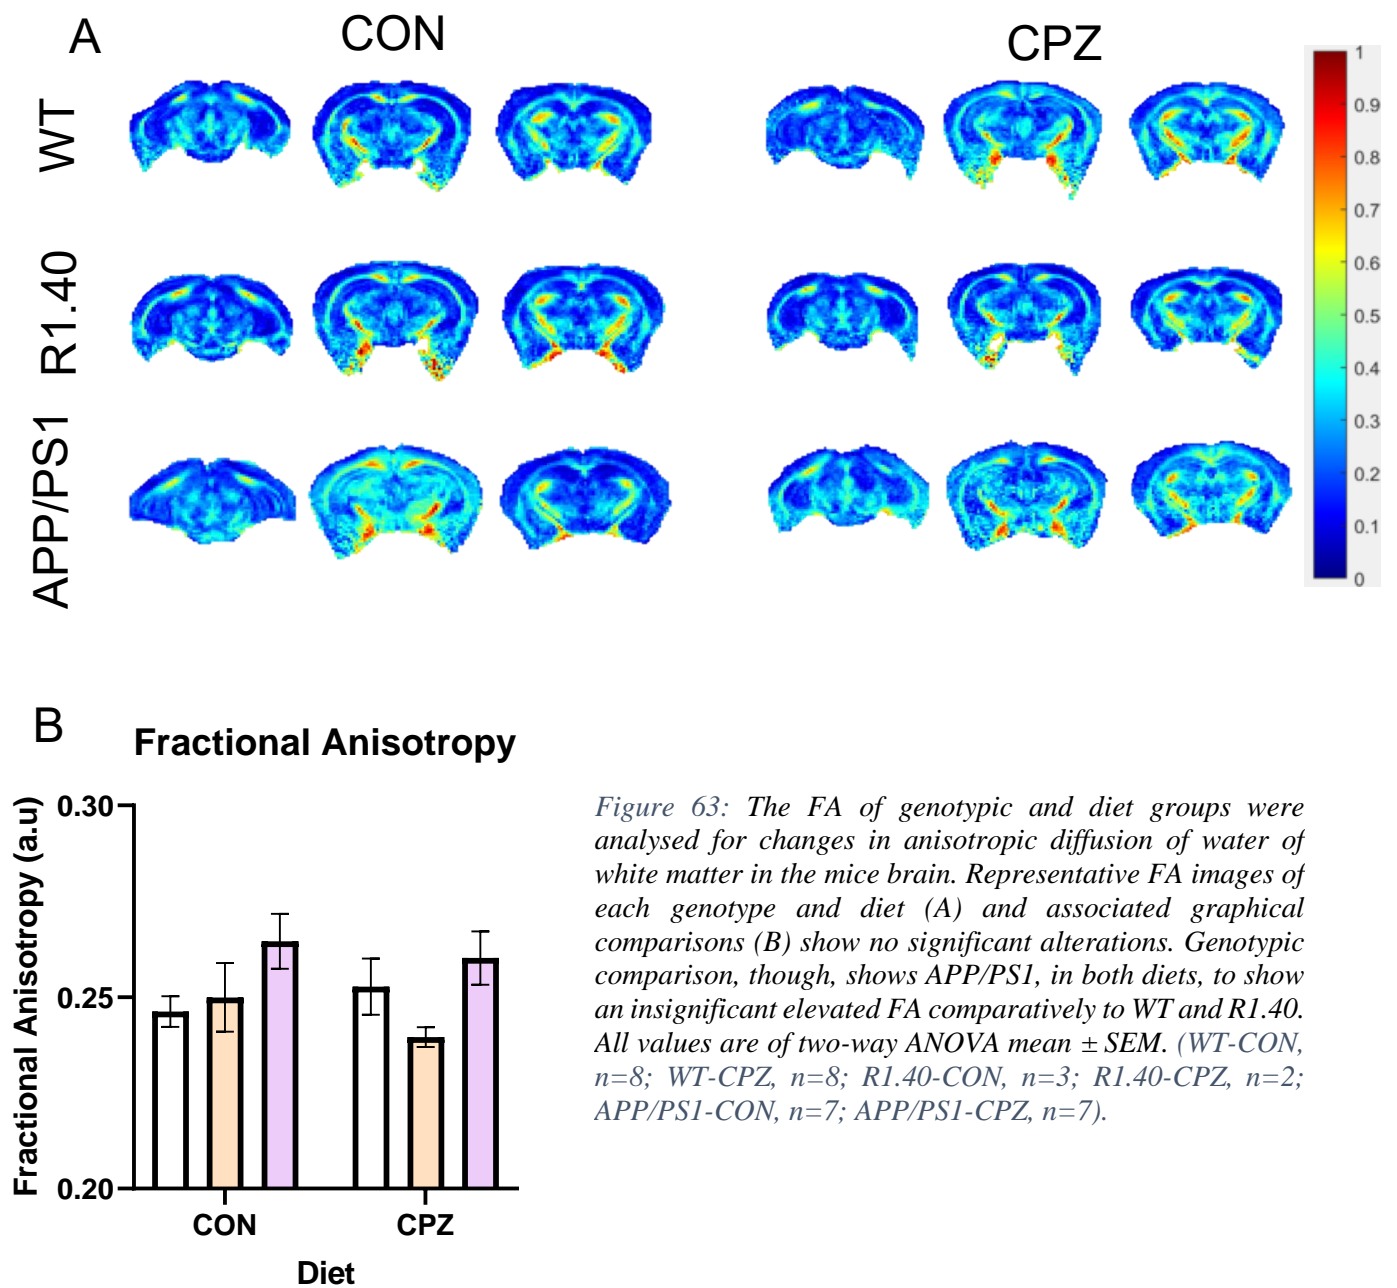 A
CON
CPZ
WT
R1.40
APP/PS1
1
0.9
0.8
0.7
0.6
0.5
0.4
0.3
0.2
0.1
0
B
Fractional Anisotropy
Fractional Anisotropy (a.u)
0.30
0.25
0.20
CON
CPZ
Diet
Figure 63: The FA of genotypic and diet groups were
analysed for changes in anisotropic diffusion of water of
white matter in the mice brain. Representative FA images of
each genotype and diet (A) and associated graphical
comparisons (B) show no significant alterations. Genotypic
comparison, though, shows APP/PS1, in both diets, to show
an insignificant elevated FA comparatively to WT and R1.40.
All values are of two-way ANOVA mean ± SEM. (WT-CON,
n=8; WT-CPZ, n=8; R1.40-CON, n=3; R1.40-CPZ, n=2;
APP/PS1-CON, n=7; APP/PS1-CPZ, n=7).